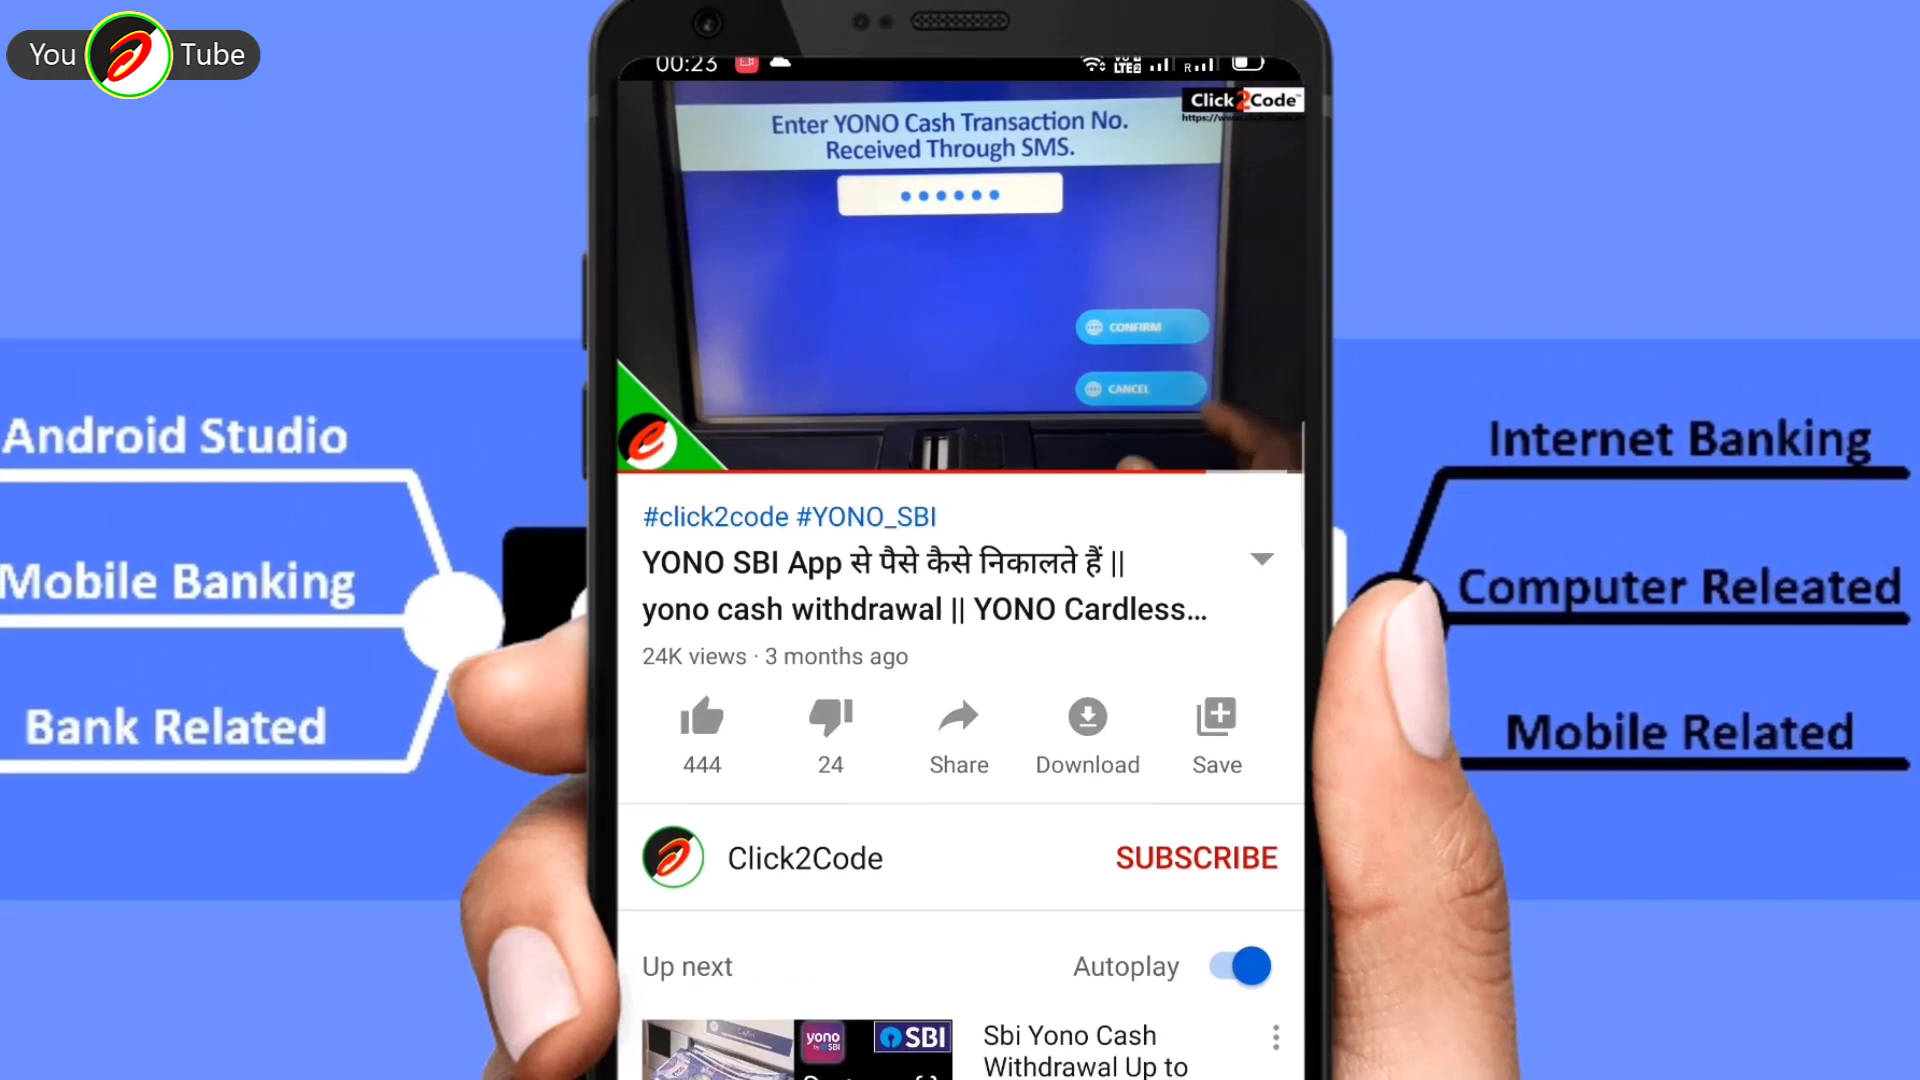 You Tube
00:23
LTE2 R
Click2Code
Enter YONO Cash Transaction No.
Received Through SMS.
CONFIRM
CANCEL
Android Studio
Mobile Banking
Bank Related
Internet Banking
Computer Releated
Mobile Related
#click2code #YONO_SBI
YONO SBI App से पैसे कैसे निकालते हैं ||
yono cash withdrawal || YONO Cardless...
24K views · 3 months ago
444
24
Share
Download
Save
Click2Code
SUBSCRIBE
Up next
Autoplay
yono
by SBI
SBI
Sbi Yono Cash
Withdrawal Up to